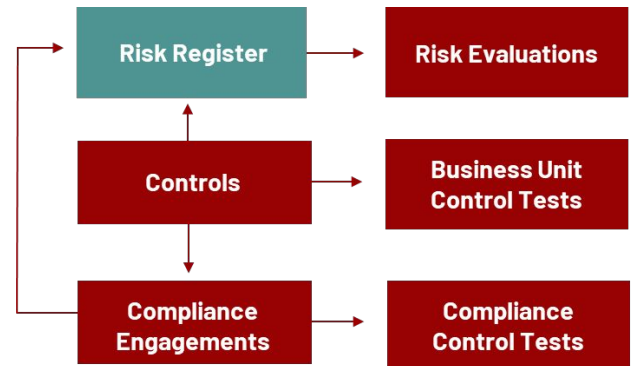 Risk Register
Risk Evaluations
Controls
Business Unit
Control Tests
Compliance
Engagements
Compliance
Control Tests